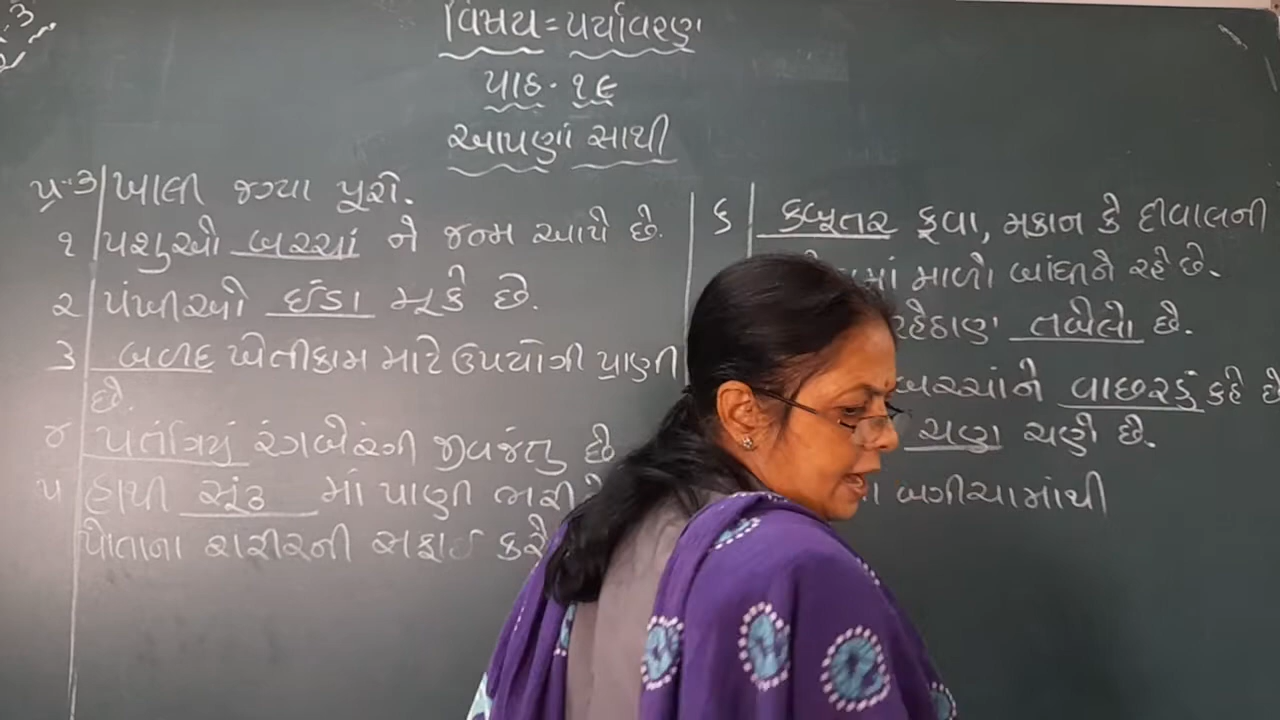 વિષય = પર્યાવરણ
પાઠ - ૧૯
આપણાં સાથી
પ્ર-૩ ખાલી જગ્યા પૂરો.
૧ પશુઓ બચ્ચાં ને જન્મ આપે છે.
૨ પંખીઓ ઈંડા મૂકે છે.
૩ બળદ ખેતીકામ માટે ઉપયોગી પ્રાણી
છે.
૪ પતંગિયું રંગબેરંગી જીવજંતુ છે
૫ હાથી સૂંઢ માં પાણી ભરીને
પોતાના શરીરની સફાઈ કરે
૬ કબૂતર કૂવા, મકાન કે દીવાલની
માં માળો બાંધીને રહે છે.
રહેઠાણ તબેલો છે.
બચ્ચાંને વાછરડું કહે છે
ચણ ચણે છે.
બગીચામાંથી